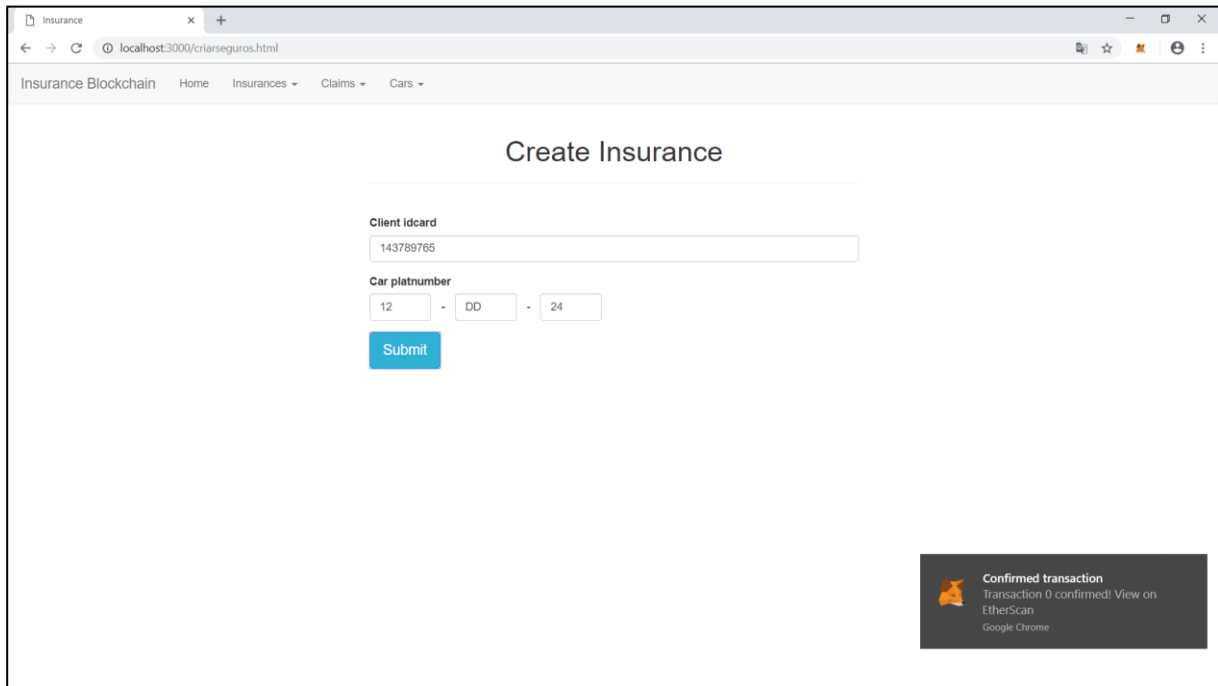 Insurance
localhost:3000/criarseguros.html
Insurance Blockchain Home Insurances Claims Cars
Create Insurance
Client idcard
143789765
Car platnumber
12 - DD - 24
Submit
Confirmed transaction
Transaction 0 confirmed! View on
EtherScan
Google Chrome